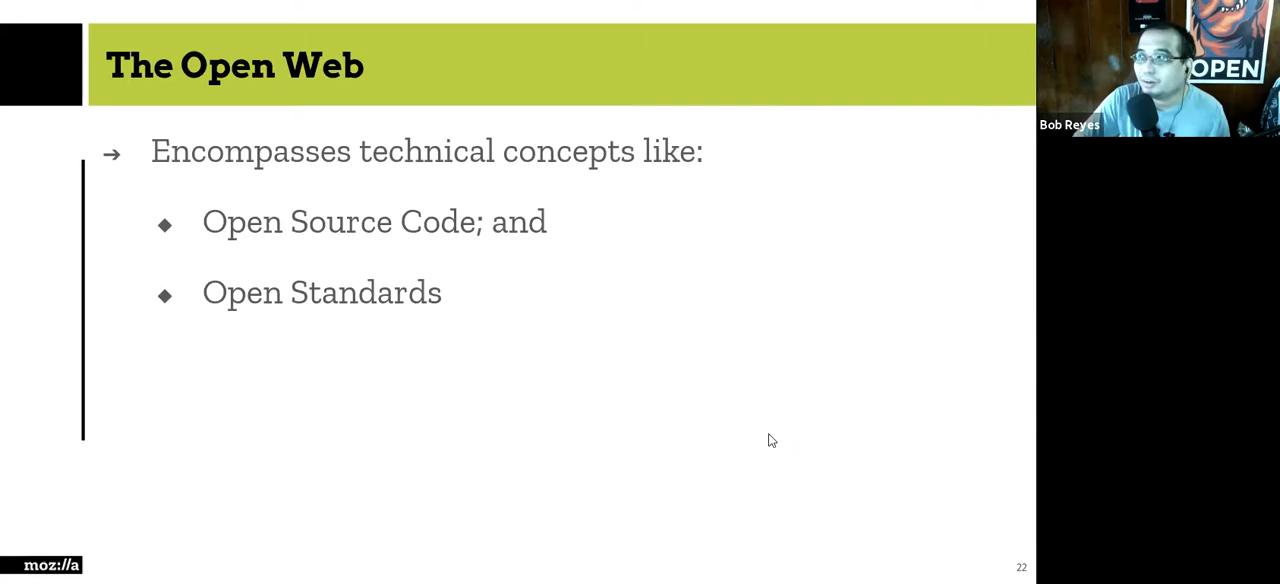 The Open Web
➔ Encompasses technical concepts like:
◆ Open Source Code; and
◆ Open Standards
moz://a
22
OPEN
Bob Reyes